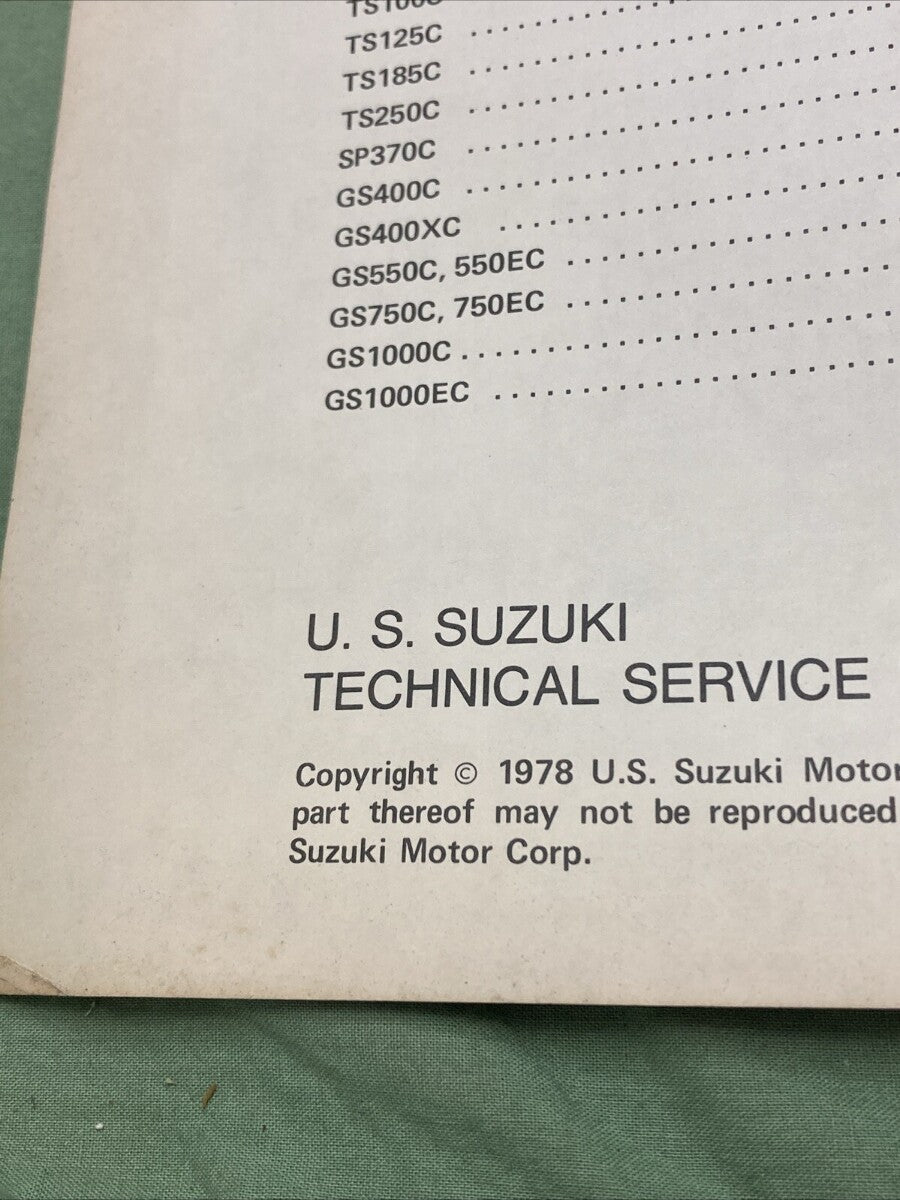 TS125C . . . . . . . . . . . . . . . . . . . . . . . .
TS185C . . . . . . . . . . . . . . . . . . . . . . . .
TS250C . . . . . . . . . . . . . . . . . . . . . . . .
SP370C . . . . . . . . . . . . . . . . . . . . . . . .
GS400C . . . . . . . . . . . . . . . . . . . . . . . .
GS400XC . . . . . . . . . . . . . . . . . . . . . .
GS550C, 550EC . . . . . . . . . . . . . . . . . .
GS750C, 750EC . . . . . . . . . . . . . . . . . .
GS1000C . . . . . . . . . . . . . . . . . . . . . . . .
GS1000EC . . . . . . . . . . . . . . . . . . . . . .
U. S. SUZUKI
TECHNICAL SERVICE
Copyright © 1978 U.S. Suzuki Motor
part thereof may not be reproduced
Suzuki Motor Corp.